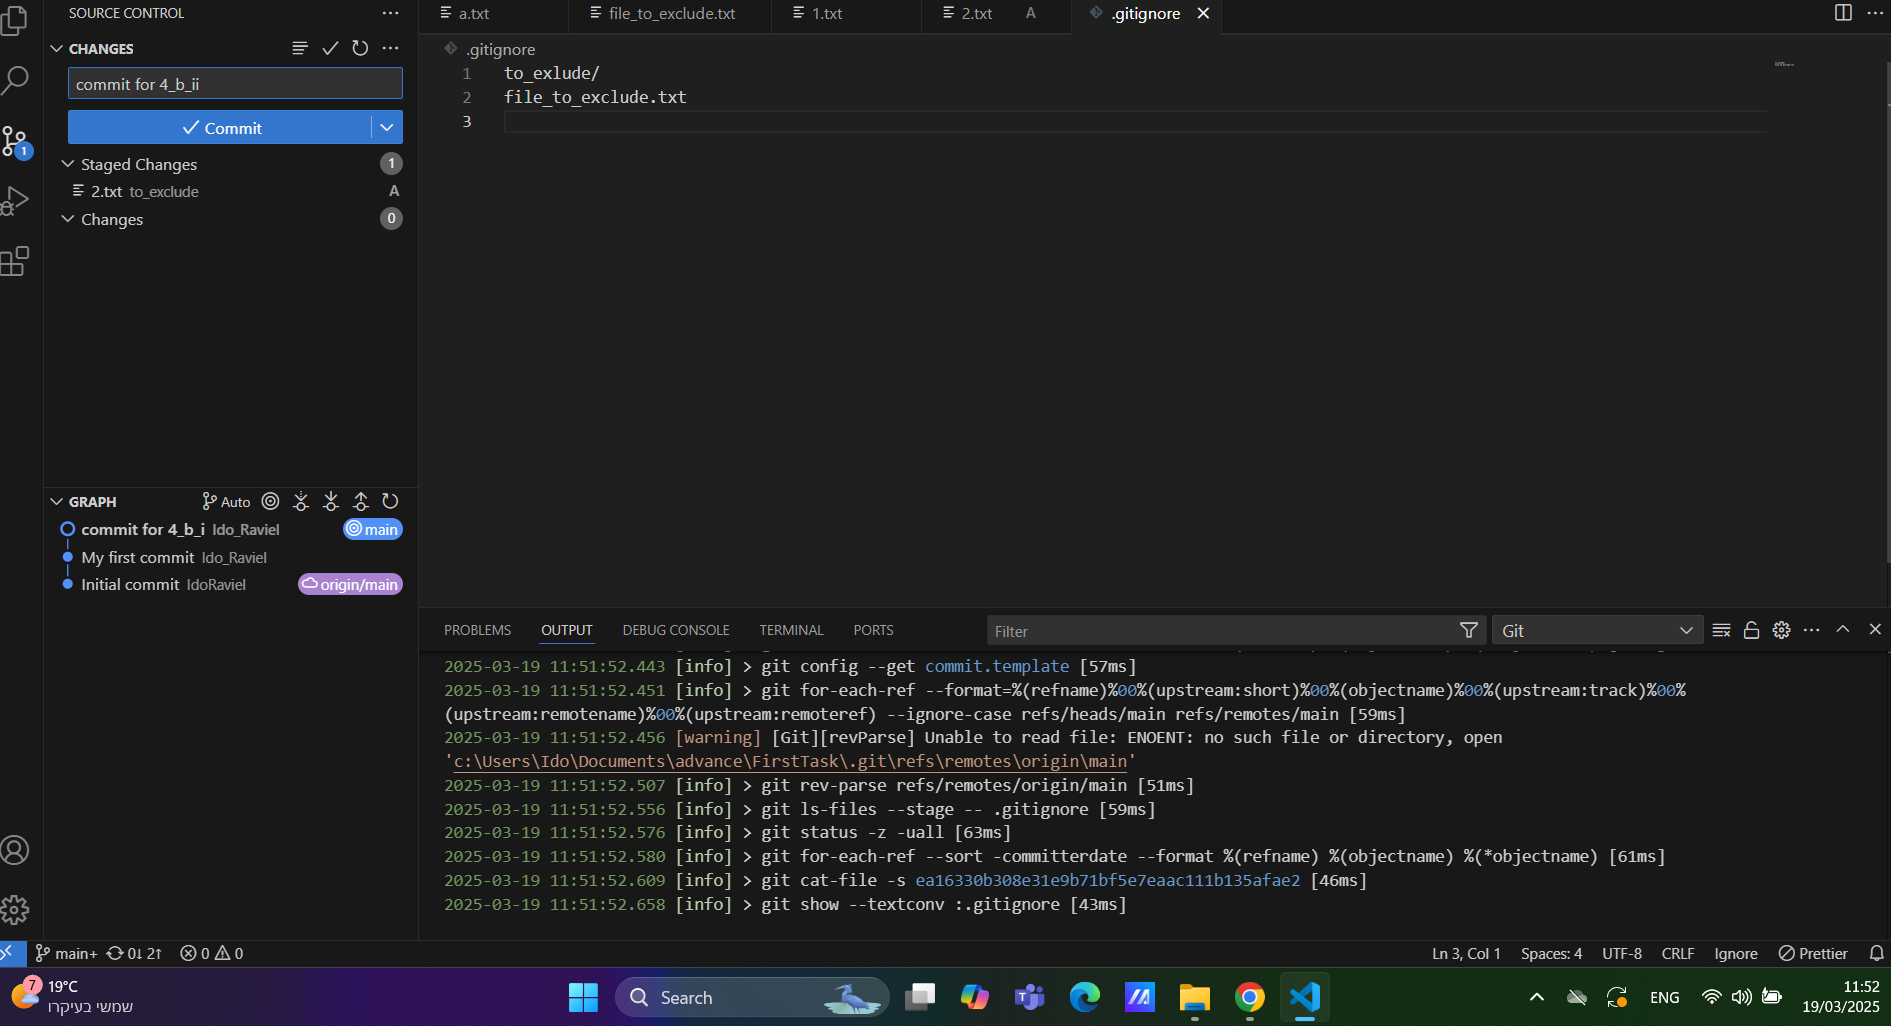 SOURCE CONTROL
CHANGES
commit for 4_b_ii
Commit
Staged Changes 1
2.txt to_exclude A
Changes 0
GRAPH Auto
commit for 4_b_i Ido_Raviel main
My first commit Ido_Raviel
Initial commit IdoRaviel origin/main
a.txt file_to_exclude.txt 1.txt 2.txt A .gitignore
.gitignore
1 to_exlude/
2 file_to_exclude.txt
3
PROBLEMS OUTPUT DEBUG CONSOLE TERMINAL PORTS Filter Git
2025-03-19 11:51:52.443 [info] > git config --get commit.template [57ms]
2025-03-19 11:51:52.451 [info] > git for-each-ref --format=%(refname)%00%(upstream:short)%00%(objectname)%00%(upstream:track)%00%
(upstream:remotename)%00%(upstream:remoteref) --ignore-case refs/heads/main refs/remotes/main [59ms]
2025-03-19 11:51:52.456 [warning] [Git][revParse] Unable to read file: ENOENT: no such file or directory, open
'c:\Users\Ido\Documents\advance\FirstTask\.git\refs\remotes\origin\main'
2025-03-19 11:51:52.507 [info] > git rev-parse refs/remotes/origin/main [51ms]
2025-03-19 11:51:52.556 [info] > git ls-files --stage -- .gitignore [59ms]
2025-03-19 11:51:52.576 [info] > git status -z -uall [63ms]
2025-03-19 11:51:52.580 [info] > git for-each-ref --sort -committerdate --format %(refname) %(objectname) %(*objectname) [61ms]
2025-03-19 11:51:52.609 [info] > git cat-file -s ea16330b308e31e9b71bf5e7eaac111b135afae2 [46ms]
2025-03-19 11:51:52.658 [info] > git show --textconv :.gitignore [43ms]
main+ 0↓ 2↑ 0 0 Ln 3, Col 1 Spaces: 4 UTF-8 CRLF Ignore Prettier
7 19°C
שמשי בעיקרו
Search
ENG
11:52
19/03/2025